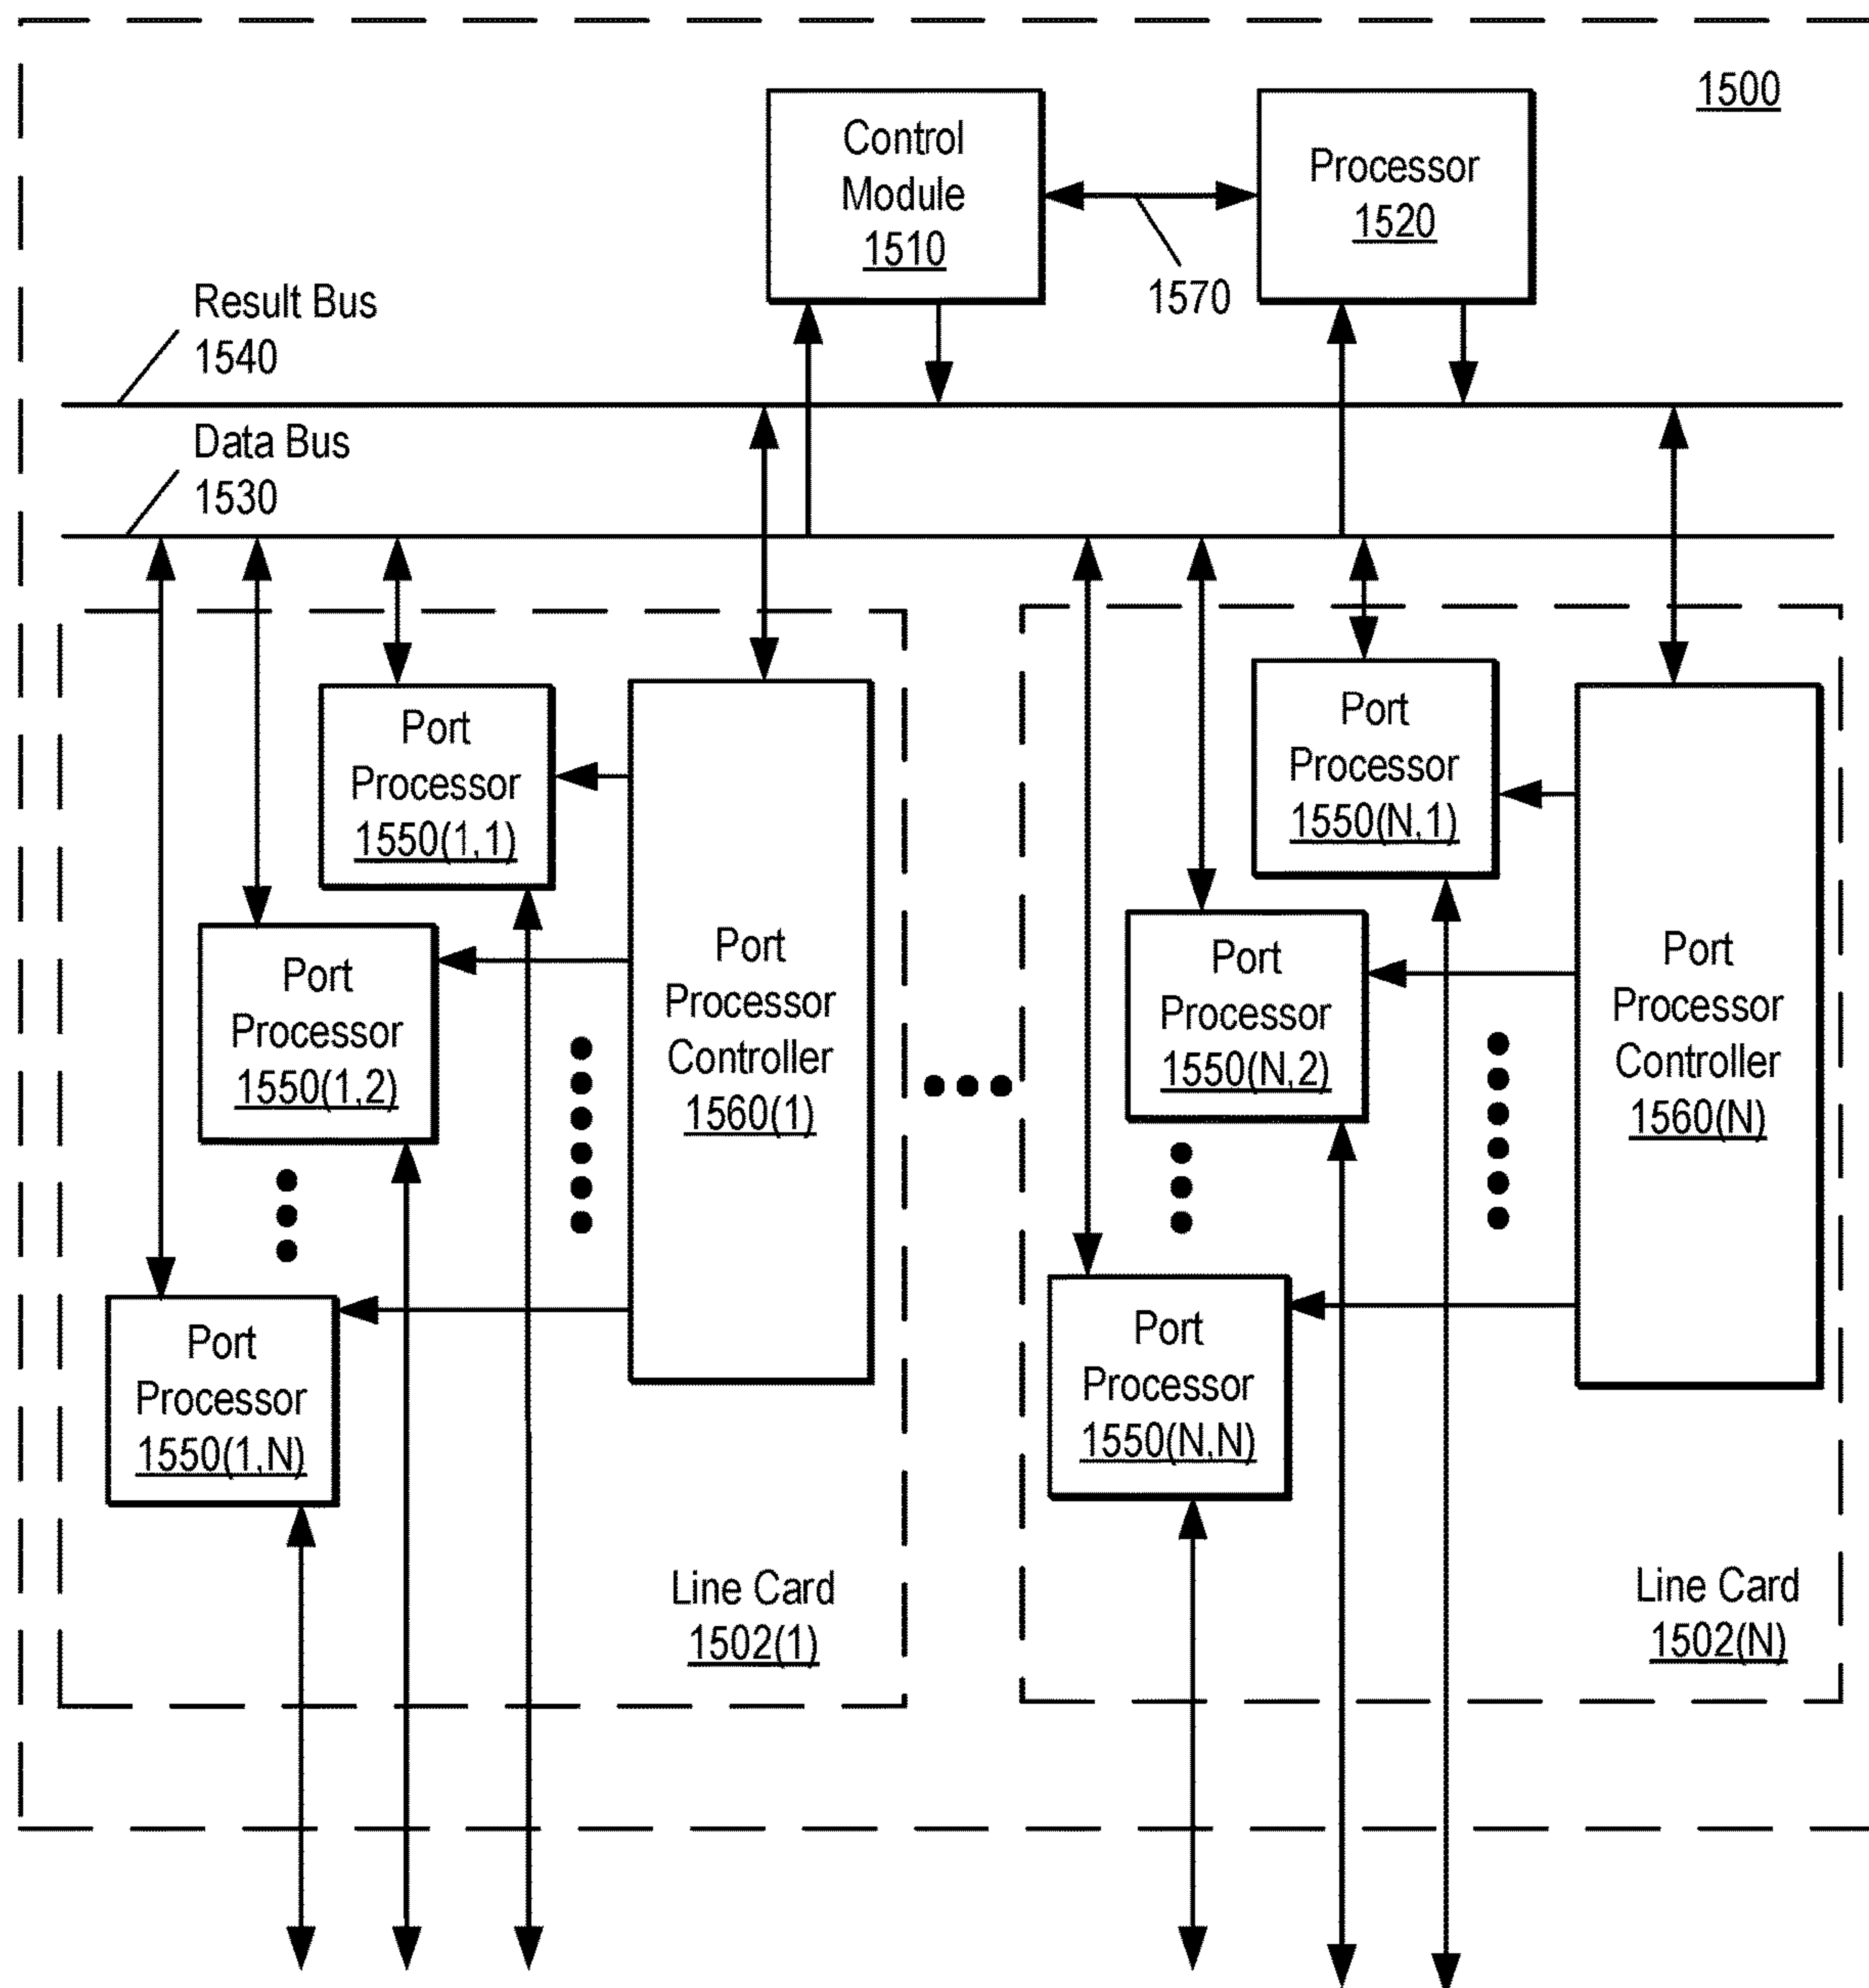 1500
Control
Module
1510
Processor
1520
1570
Result Bus
1540
Data Bus
1530
Port
Processor
1550(1,1)
Port
Processor
1550(1,2)
Port
Processor
1550(1,N)
Port
Processor
Controller
1560(1)
Line Card
1502(1)
Port
Processor
1550(N,1)
Port
Processor
1550(N,2)
Port
Processor
1550(N,N)
Port
Processor
Controller
1560(N)
Line Card
1502(N)